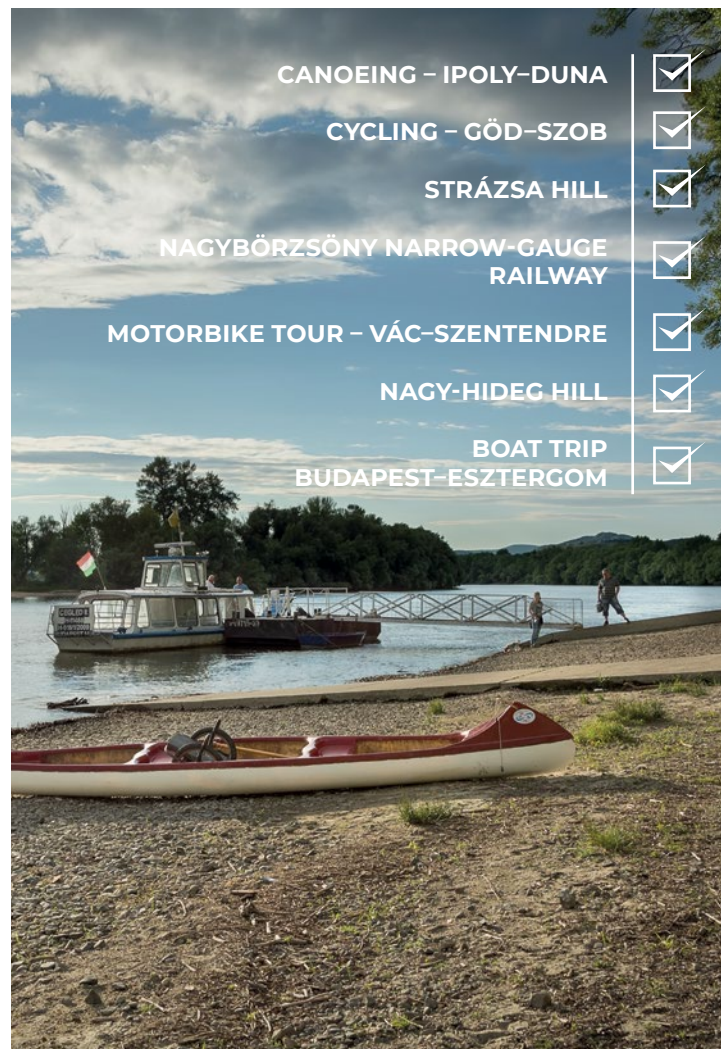 CANOEING – IPOLY–DUNA
CYCLING – GÖD–SZOB
STRÁZSA HILL
NAGYBÖRZSÖNY NARROW-GAUGE
RAILWAY
MOTORBIKE TOUR – VÁC–SZENTENDRE
NAGY-HIDEG HILL
BOAT TRIP
BUDAPEST–ESZTERGOM